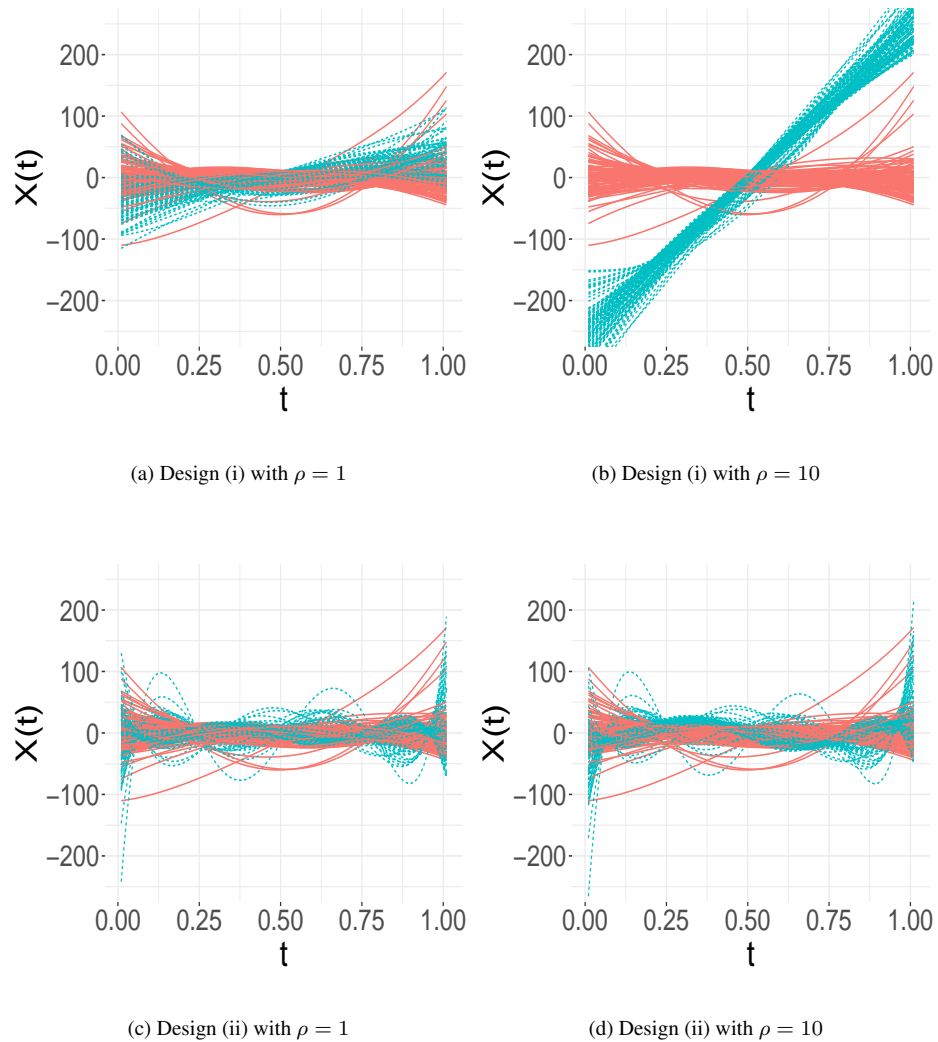 200
100
0
−100
−200
X(t)
0.00 0.25 0.50 0.75 1.00
t
200
100
0
−100
−200
X(t)
0.00 0.25 0.50 0.75 1.00
t
(a) Design (i) with ρ = 1
(b) Design (i) with ρ = 10
200
100
0
−100
−200
X(t)
0.00 0.25 0.50 0.75 1.00
t
200
100
0
−100
−200
X(t)
0.00 0.25 0.50 0.75 1.00
t
(c) Design (ii) with ρ = 1
(d) Design (ii) with ρ = 10